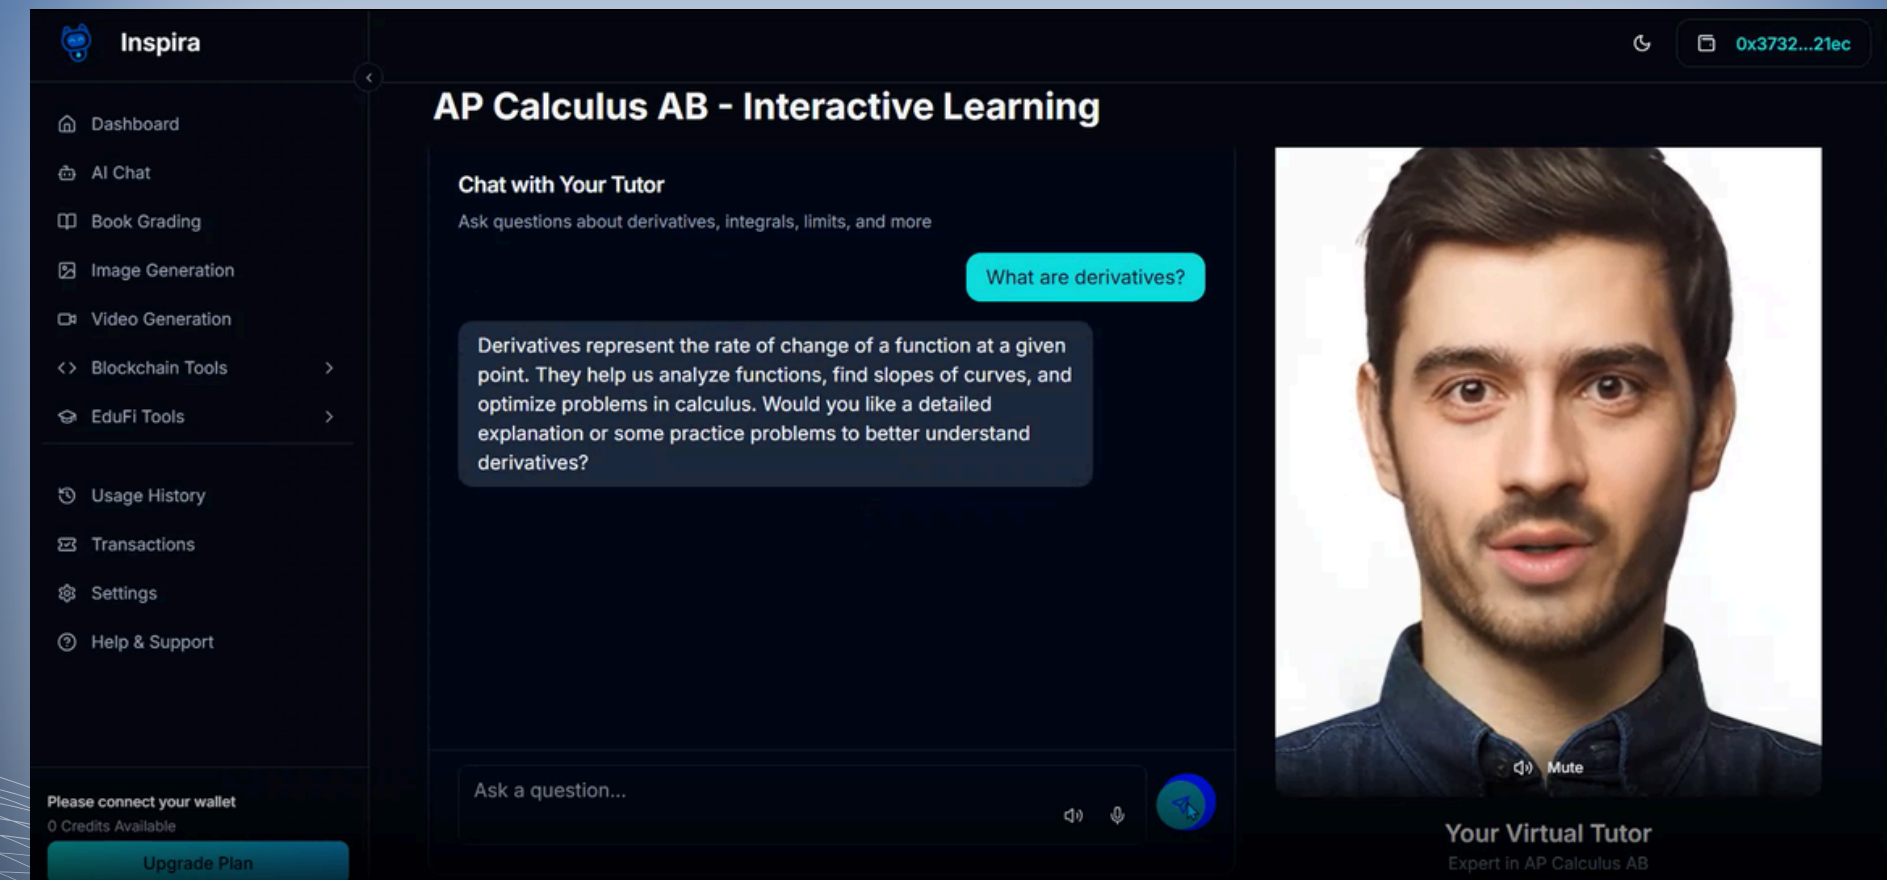 Inspira
0x3732...21ec
Dashboard
AI Chat
Book Grading
Image Generation
Video Generation
Blockchain Tools
EduFi Tools
Usage History
Transactions
Settings
Help & Support
Please connect your wallet
0 Credits Available
Upgrade Plan
AP Calculus AB - Interactive Learning
Chat with Your Tutor
Ask questions about derivatives, integrals, limits, and more
What are derivatives?
Derivatives represent the rate of change of a function at a given
point. They help us analyze functions, find slopes of curves, and
optimize problems in calculus. Would you like a detailed
explanation or some practice problems to better understand
derivatives?
Ask a question...
Mute
Your Virtual Tutor
Expert in AP Calculus AB